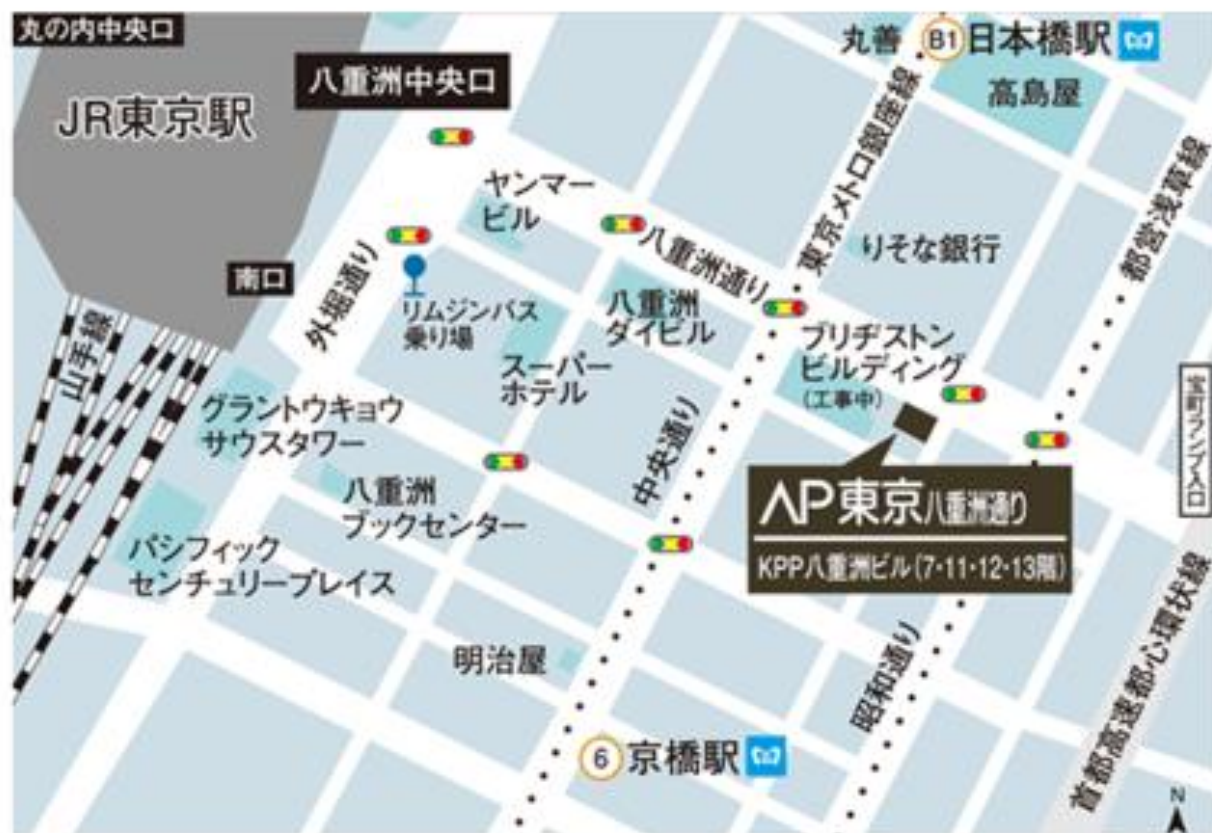 丸の内中央口
JR東京駅
八重洲中央口
丸善
B1
日本橋駅
高島屋
東京メトロ銀座線
都営浅草線
ヤンマー
ビル
八重洲通り
りそな銀行
南口
外堀通り
リムジンバス
乗り場
八重洲
ダイビル
ブリヂストン
ビルディング
(工事中)
山手線
スーパー
ホテル
グラントウキョウ
サウスタワー
中央通り
宝町ランプ入口
八重洲
ブックセンター
AP東京八重洲通り
KPP八重洲ビル(7・11・12・13階)
パシフィック
センチュリープレイス
明治屋
昭和通り
首都高速都心環状線
6
京橋駅
N